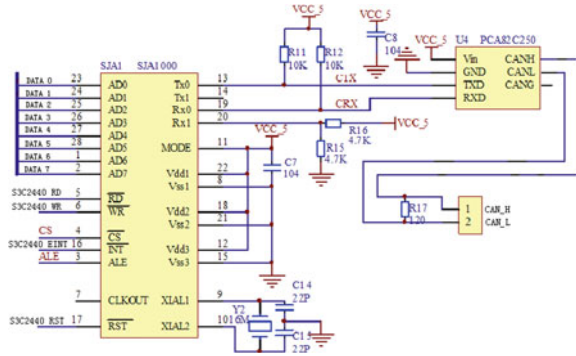 VCC_5
R11
10K
R12
10K
C8
104
VCC_5
U4 PCA82C250
Vin
GND
TXD
RXD
CANH
CANL
CANG
SJA1 SJA1000
DATA 0 23 AD0
DATA 1 24 AD1
DATA 2 25 AD2
DATA 3 26 AD3
DATA 4 27 AD4
DATA 5 28 AD5
DATA 6 1 AD6
DATA 7 2 AD7
S3C2440 RD 5 RD
S3C2440 WR 6 WR
CS 4 CS
S3C2440 EINT 16 INT
ALE 3 ALE
7 CLKOUT
S3C2440 RST 17 RST
Tx0 13 CTX
Tx1 14
Rx0 19 CRX
Rx1 20
MODE 11
Vdd1 22
Vss1 8
Vdd2 18
Vss2 21
Vdd3 12
Vss3 15
XIAL1 9
XIAL2 10
R16
4.7K
VCC_5
R15
4.7K
VCC_5
C7
104
R17
120
1 CAN_H
2 CAN_L
Y2
16M
C14
22P
C15
22P